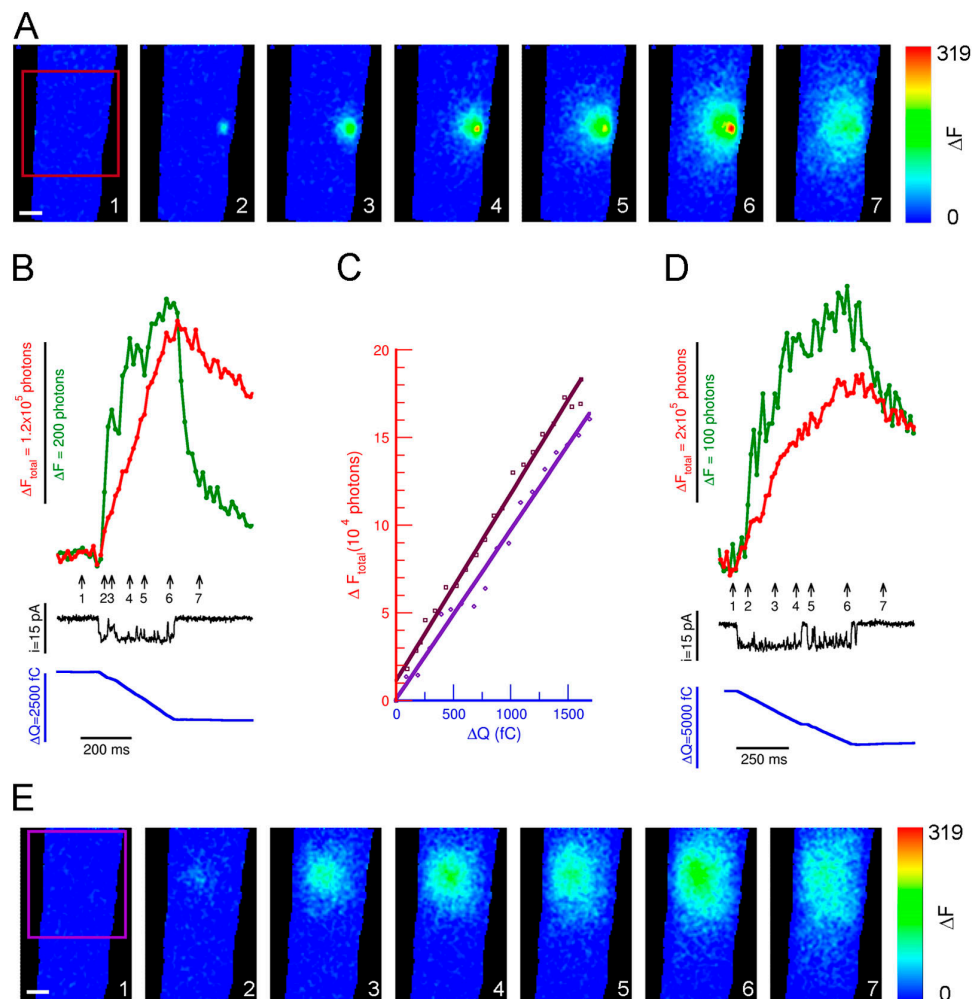 A
1 2 3 4 5 6 7
319
ΔF
0
B
ΔF_total = 1.2x10^5 photons
ΔF = 200 photons
1 23 4 5 6 7
i=15 pA
ΔQ=2500 fC
200 ms
C
Δ F_total (10^4 photons)
20
15
10
5
0
0 500 1000 1500
ΔQ (fC)
D
ΔF_total = 2x10^5 photons
ΔF = 100 photons
1 2 3 4 5 6 7
i=15 pA
ΔQ=5000 fC
250 ms
E
1 2 3 4 5 6 7
319
ΔF
0